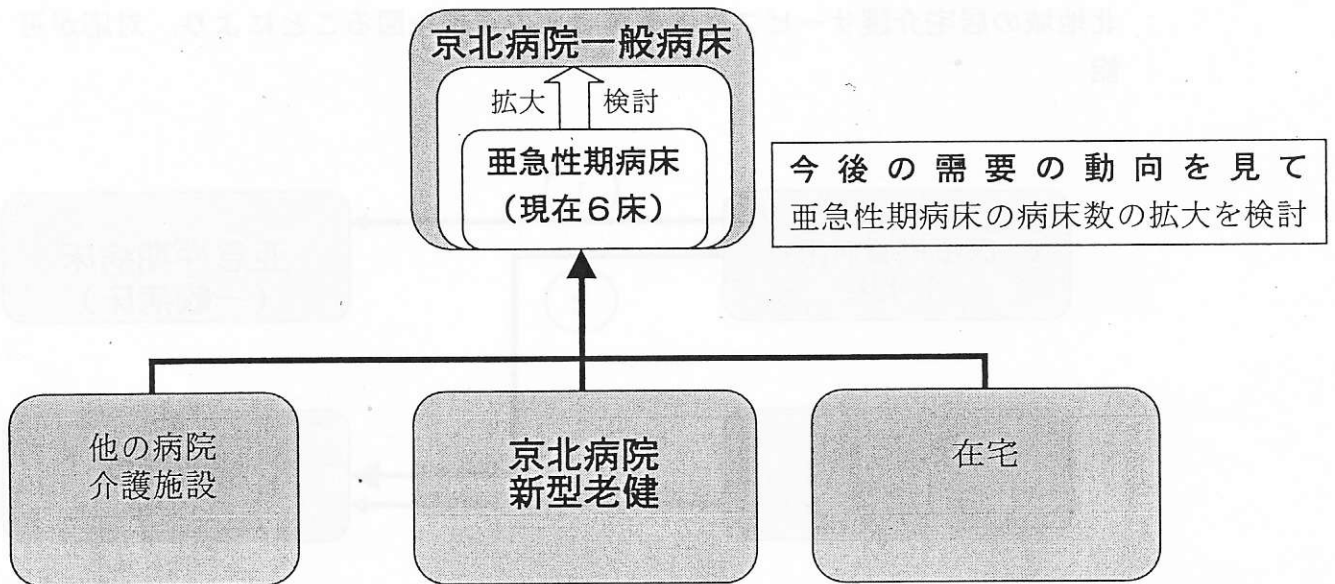 京北病院一般病床
拡大 検討
亜急性期病床
(現在6床)
今後の需要の動向を見て
亜急性期病床の病床数の拡大を検討
他の病院
介護施設
京北病院
新型老健
在宅